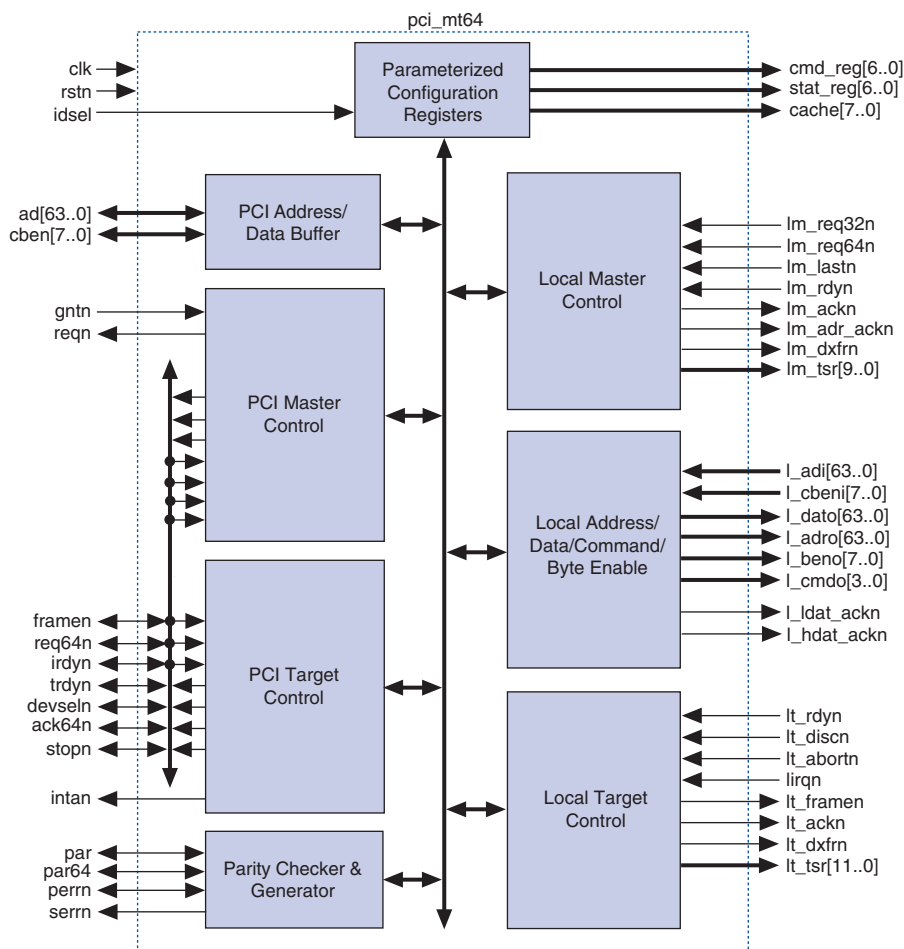 pci_mt64
clk
rstn
idsel
Parameterized
Configuration
Registers
cmd_reg[6..0]
stat_reg[6..0]
cache[7..0]
ad[63..0]
cben[7..0]
PCI Address/
Data Buffer
gntn
reqn
PCI Master
Control
framen
req64n
irdyn
trdyn
devseln
ack64n
stopn
intan
PCI Target
Control
par
par64
perrn
serrn
Parity Checker &
Generator
Local Master
Control
lm_req32n
lm_req64n
lm_lastn
lm_rdyn
lm_ackn
lm_adr_ackn
lm_dxfrn
lm_tsr[9..0]
Local Address/
Data/Command/
Byte Enable
l_adi[63..0]
l_cbeni[7..0]
l_dato[63..0]
l_adro[63..0]
l_beno[7..0]
l_cmdo[3..0]
l_ldat_ackn
l_hdat_ackn
Local Target
Control
lt_rdyn
lt_discn
lt_abortn
lirqn
lt_framen
lt_ackn
lt_dxfrn
lt_tsr[11..0]